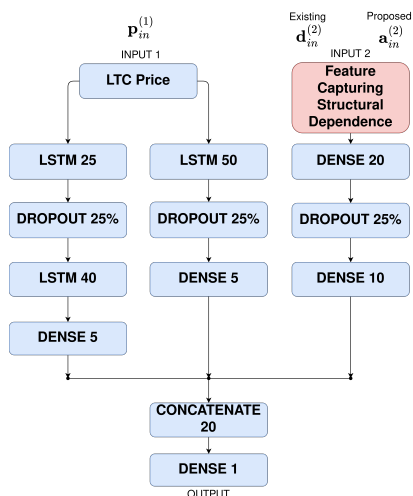 Existing
Proposed
p_in^(1)
d_in^(2)
a_in^(2)
INPUT 1
INPUT 2
LTC Price
Feature
Capturing
Structural
Dependence
LSTM 25
LSTM 50
DENSE 20
DROPOUT 25%
DROPOUT 25%
DROPOUT 25%
LSTM 40
DENSE 5
DENSE 10
DENSE 5
CONCATENATE
20
DENSE 1
OUTPUT